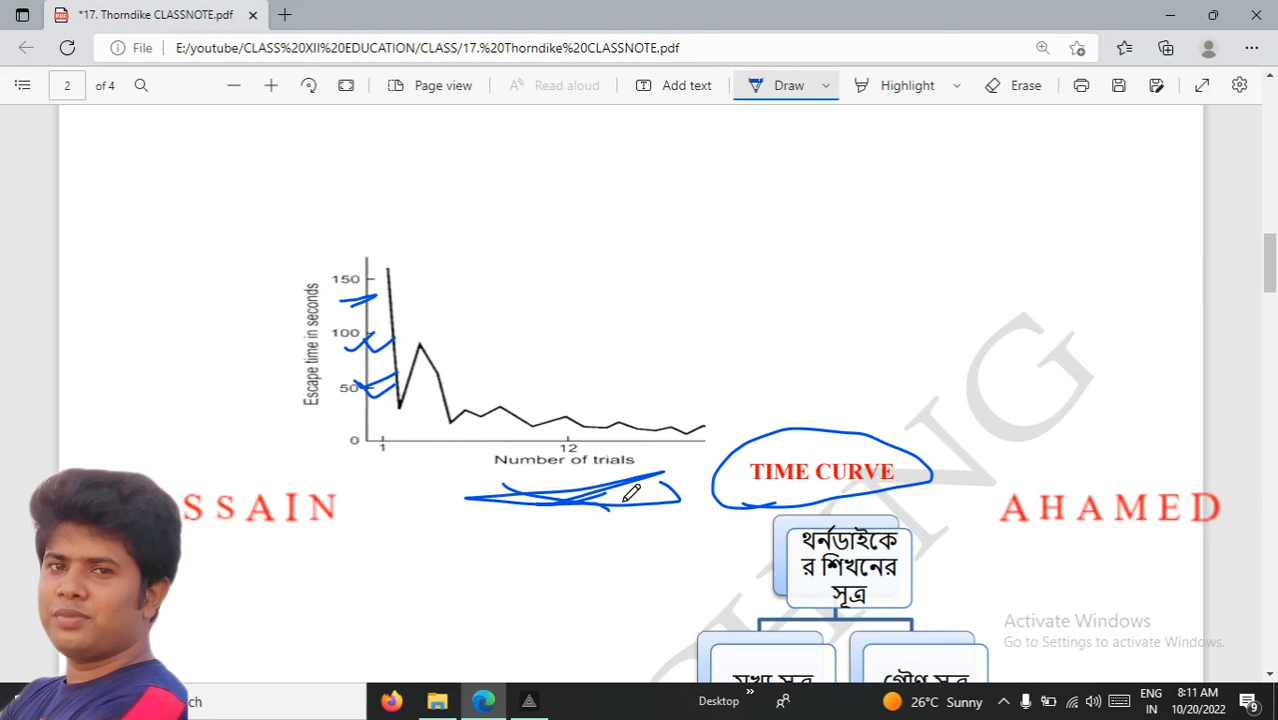 *17. Thorndike CLASSNOTE.pdf
File
E:/youtube/CLASS%20XII%20EDUCATION/CLASS/17.%20Thorndike%20CLASSNOTE.pdf
2 of 4
Page view
Read aloud
Add text
Draw
Highlight
Erase
Escape time in seconds
150
100
50
0
1
12
Number of trials
TIME CURVE
SSAIN
AHAMED
থর্নডাইকে
র শিখনের
সূত্র
মুখ্য সূত্র
গৌণ সূত্র
Activate Windows
Go to Settings to activate Windows.
rch
Desktop
26°C Sunny
ENG
IN
8:11 AM
10/20/2022
9